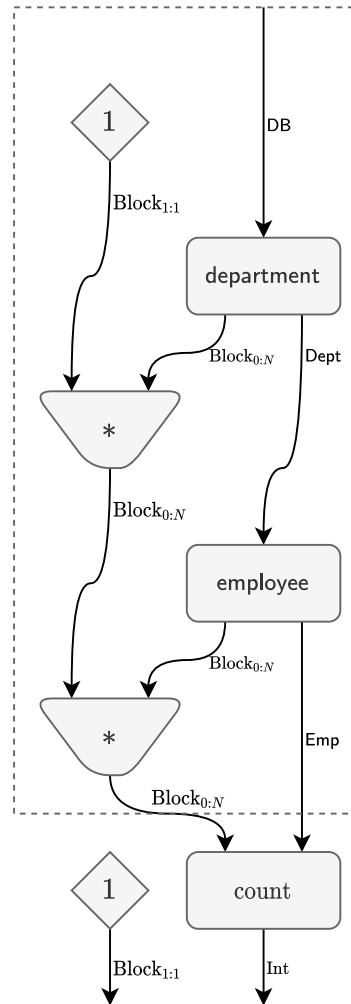 DB
1
Block₁:₁
department
Block₀:N
Dept
*
Block₀:N
employee
Block₀:N
*
Emp
Block₀:N
1
count
Block₁:₁
Int